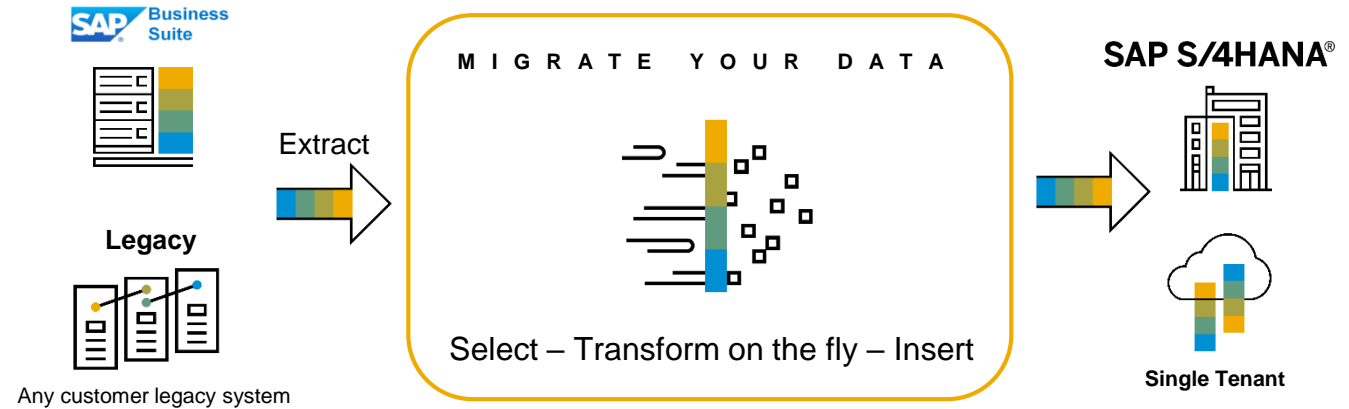 SAP Business
Suite
Legacy
Any customer legacy system
Extract
MIGRATE YOUR DATA
Select – Transform on the fly – Insert
SAP S/4HANA®
Single Tenant